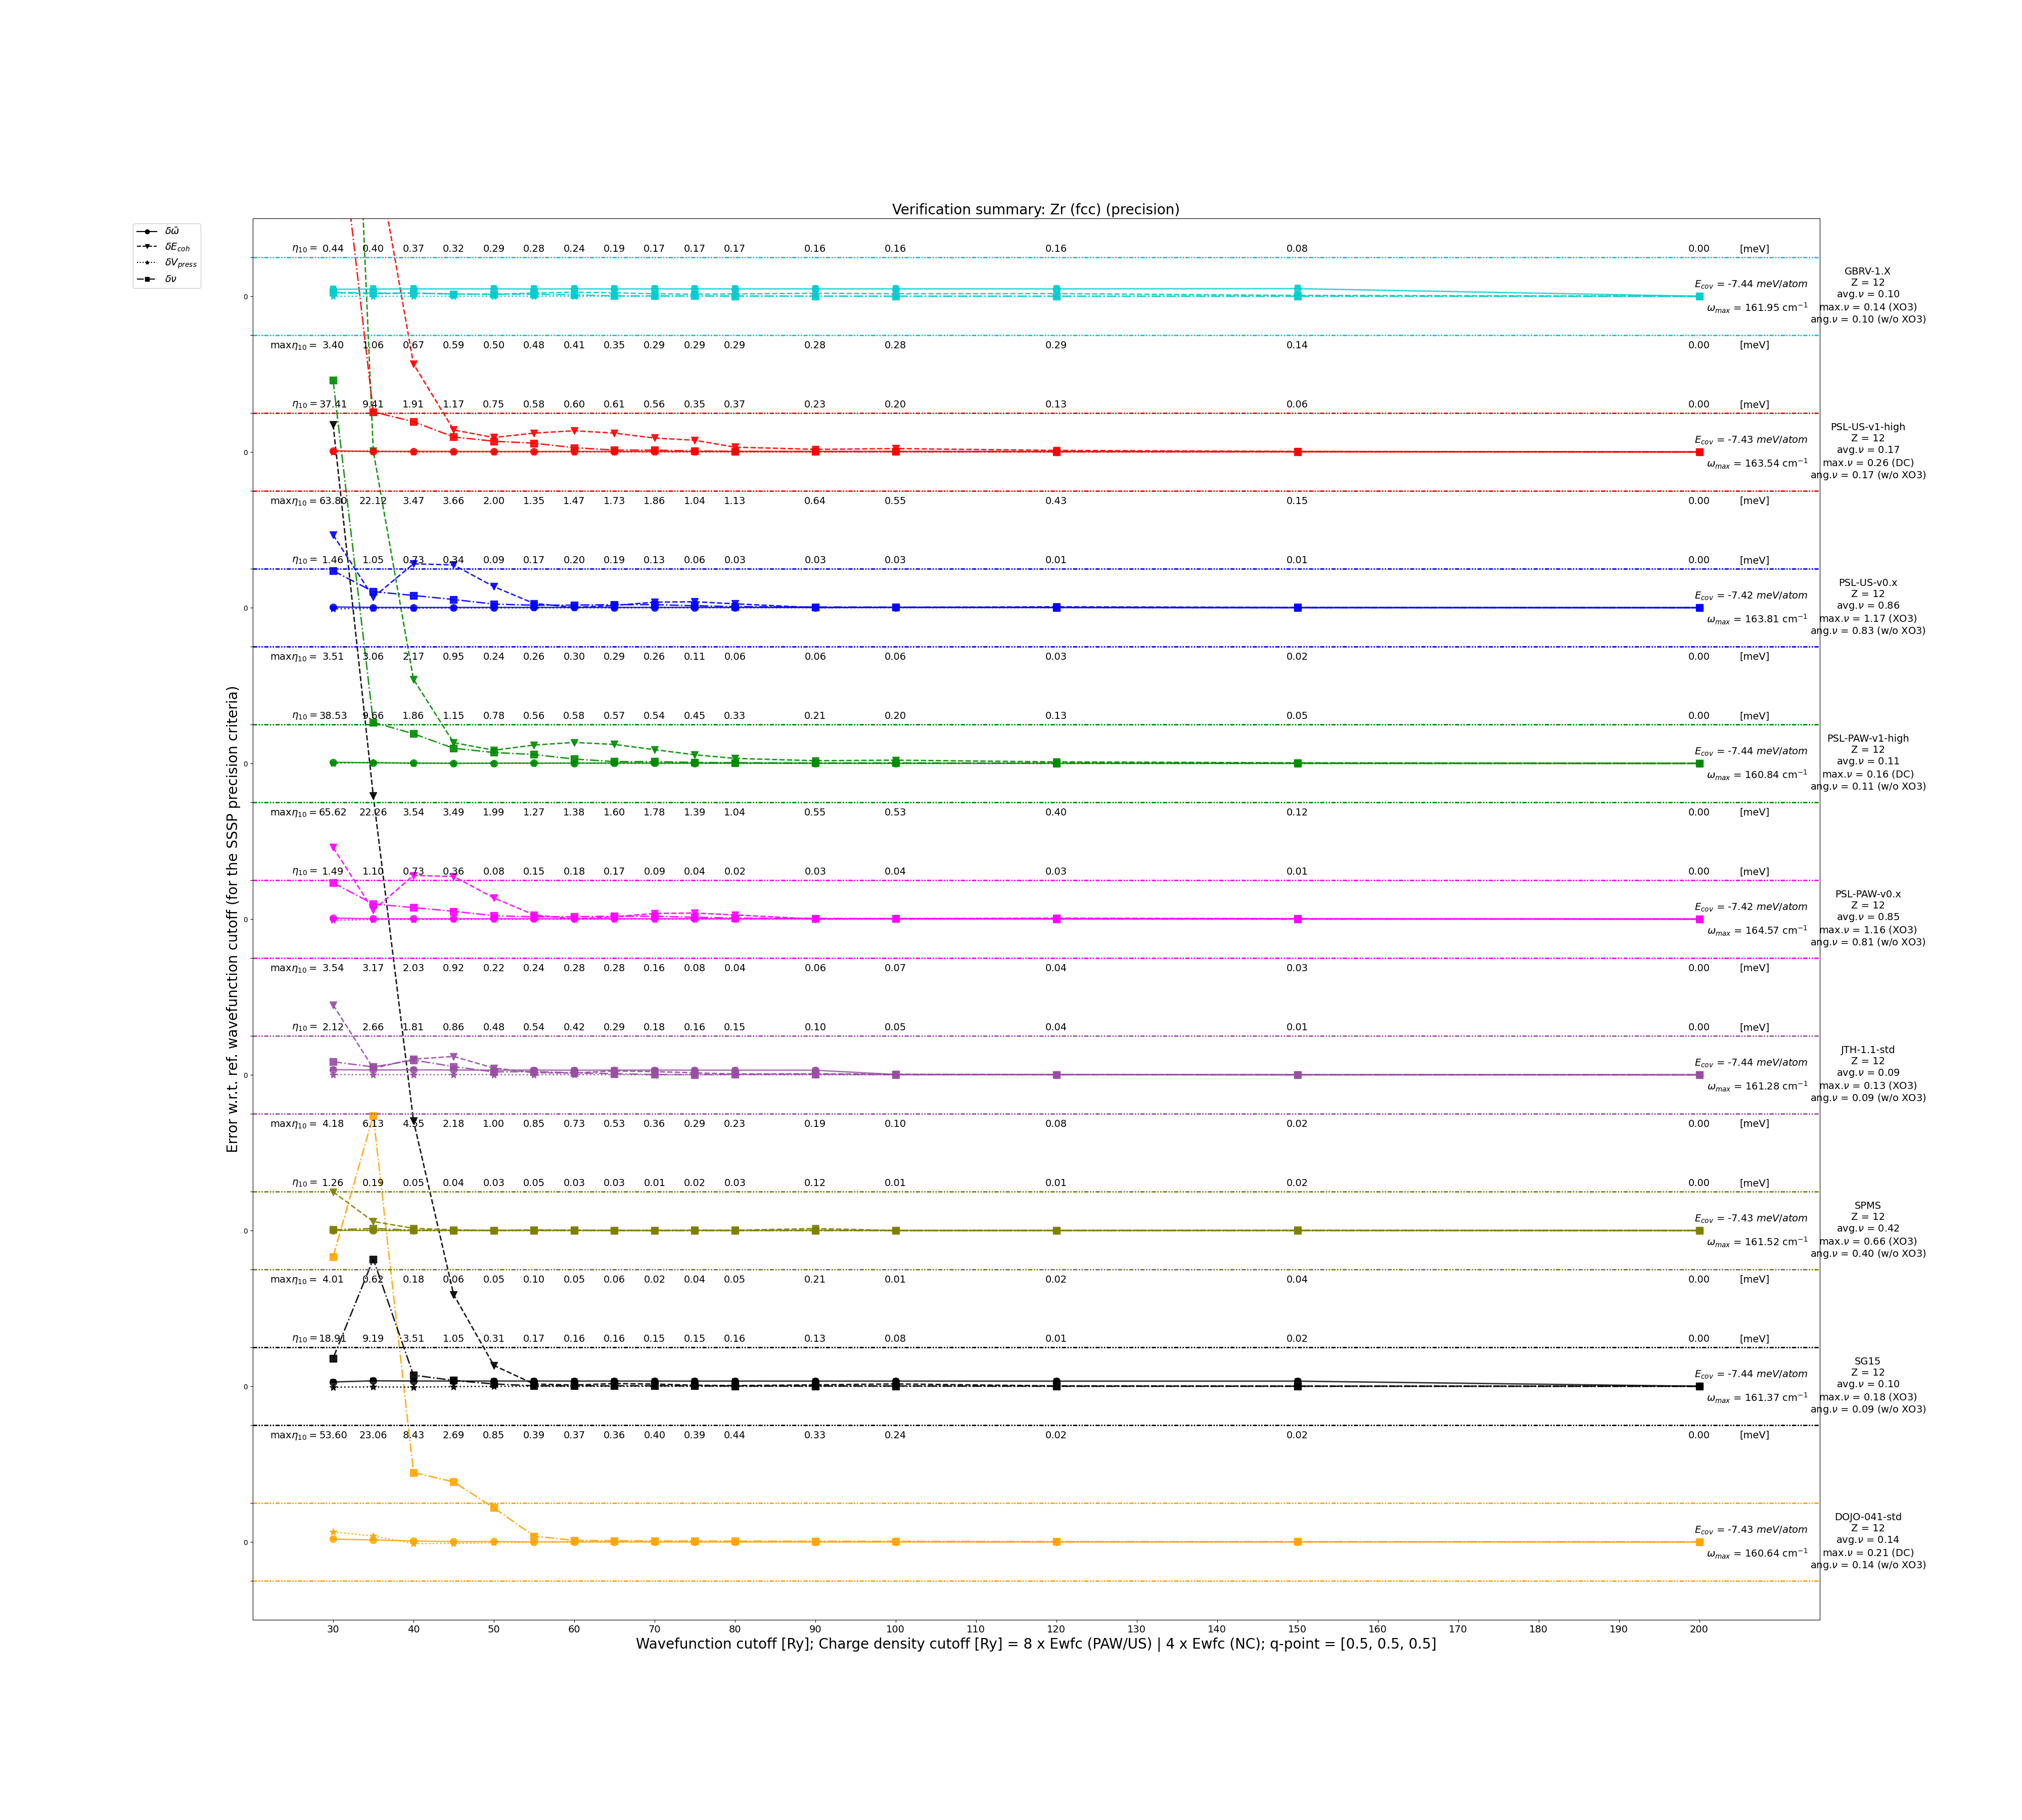 Verification summary: Zr (fcc) (precision)
δω̄
δE_coh
δV_press
δν
η10 = 0.44 0.40 0.37 0.32 0.29 0.28 0.24 0.19 0.17 0.17 0.17 0.16 0.16 0.16 0.08 0.00 [meV]
0
E_cov = -7.44 meV/atom
ω_max = 161.95 cm⁻¹
GBRV-1.X
Z = 12
avg.ν = 0.10
max.ν = 0.14 (XO3)
ang.ν = 0.10 (w/o XO3)
maxη10 = 3.40 1.06 0.67 0.59 0.50 0.48 0.41 0.35 0.29 0.29 0.29 0.28 0.28 0.29 0.14 0.00 [meV]
η10 = 37.41 9.41 1.91 1.17 0.75 0.58 0.60 0.61 0.56 0.35 0.37 0.23 0.20 0.13 0.06 0.00 [meV]
0
E_cov = -7.43 meV/atom
ω_max = 163.54 cm⁻¹
PSL-US-v1-high
Z = 12
avg.ν = 0.17
max.ν = 0.26 (DC)
ang.ν = 0.17 (w/o XO3)
maxη10 = 63.80 22.12 3.47 3.66 2.00 1.35 1.47 1.73 1.86 1.04 1.13 0.64 0.55 0.43 0.15 0.00 [meV]
η10 = 1.46 1.05 0.73 0.34 0.09 0.17 0.20 0.19 0.13 0.06 0.03 0.03 0.03 0.01 0.01 0.00 [meV]
0
E_cov = -7.42 meV/atom
ω_max = 163.81 cm⁻¹
PSL-US-v0.x
Z = 12
avg.ν = 0.86
max.ν = 1.17 (XO3)
ang.ν = 0.83 (w/o XO3)
maxη10 = 3.51 3.06 2.17 0.95 0.24 0.26 0.30 0.29 0.26 0.11 0.06 0.06 0.06 0.03 0.02 0.00 [meV]
η10 = 38.53 9.66 1.86 1.15 0.78 0.56 0.58 0.57 0.54 0.45 0.33 0.21 0.20 0.13 0.05 0.00 [meV]
0
E_cov = -7.44 meV/atom
ω_max = 160.84 cm⁻¹
PSL-PAW-v1-high
Z = 12
avg.ν = 0.11
max.ν = 0.16 (DC)
ang.ν = 0.11 (w/o XO3)
maxη10 = 65.62 22.26 3.54 3.49 1.99 1.27 1.38 1.60 1.78 1.39 1.04 0.55 0.53 0.40 0.12 0.00 [meV]
η10 = 1.49 1.10 0.73 0.36 0.08 0.15 0.18 0.17 0.09 0.04 0.02 0.03 0.04 0.03 0.01 0.00 [meV]
0
E_cov = -7.42 meV/atom
ω_max = 164.57 cm⁻¹
PSL-PAW-v0.x
Z = 12
avg.ν = 0.85
max.ν = 1.16 (XO3)
ang.ν = 0.81 (w/o XO3)
maxη10 = 3.54 3.17 2.03 0.92 0.22 0.24 0.28 0.28 0.16 0.08 0.04 0.06 0.07 0.04 0.03 0.00 [meV]
η10 = 2.12 2.66 1.81 0.86 0.48 0.54 0.42 0.29 0.18 0.16 0.15 0.10 0.05 0.04 0.01 0.00 [meV]
0
E_cov = -7.44 meV/atom
ω_max = 161.28 cm⁻¹
JTH-1.1-std
Z = 12
avg.ν = 0.09
max.ν = 0.13 (XO3)
ang.ν = 0.09 (w/o XO3)
maxη10 = 4.18 6.13 4.55 2.18 1.00 0.85 0.73 0.53 0.36 0.29 0.23 0.19 0.10 0.08 0.02 0.00 [meV]
η10 = 1.26 0.19 0.05 0.04 0.03 0.05 0.03 0.03 0.01 0.02 0.03 0.12 0.01 0.01 0.02 0.00 [meV]
0
E_cov = -7.43 meV/atom
ω_max = 161.52 cm⁻¹
SPMS
Z = 12
avg.ν = 0.42
max.ν = 0.66 (XO3)
ang.ν = 0.40 (w/o XO3)
maxη10 = 4.01 0.62 0.18 0.06 0.05 0.10 0.05 0.06 0.02 0.04 0.05 0.21 0.01 0.02 0.04 0.00 [meV]
η10 = 18.91 9.19 3.51 1.05 0.31 0.17 0.16 0.16 0.15 0.15 0.16 0.13 0.08 0.01 0.02 0.00 [meV]
0
E_cov = -7.44 meV/atom
ω_max = 161.37 cm⁻¹
SG15
Z = 12
avg.ν = 0.10
max.ν = 0.18 (XO3)
ang.ν = 0.09 (w/o XO3)
maxη10 = 53.60 23.06 8.43 2.69 0.85 0.39 0.37 0.36 0.40 0.39 0.44 0.33 0.24 0.02 0.02 0.00 [meV]
0
E_cov = -7.43 meV/atom
ω_max = 160.64 cm⁻¹
DOJO-041-std
Z = 12
avg.ν = 0.14
max.ν = 0.21 (DC)
ang.ν = 0.14 (w/o XO3)
30 40 50 60 70 80 90 100 110 120 130 140 150 160 170 180 190 200
Wavefunction cutoff [Ry]; Charge density cutoff [Ry] = 8 x Ewfc (PAW/US) | 4 x Ewfc (NC); q-point = [0.5, 0.5, 0.5]
Error w.r.t. ref. wavefunction cutoff (for the SSSP precision criteria)